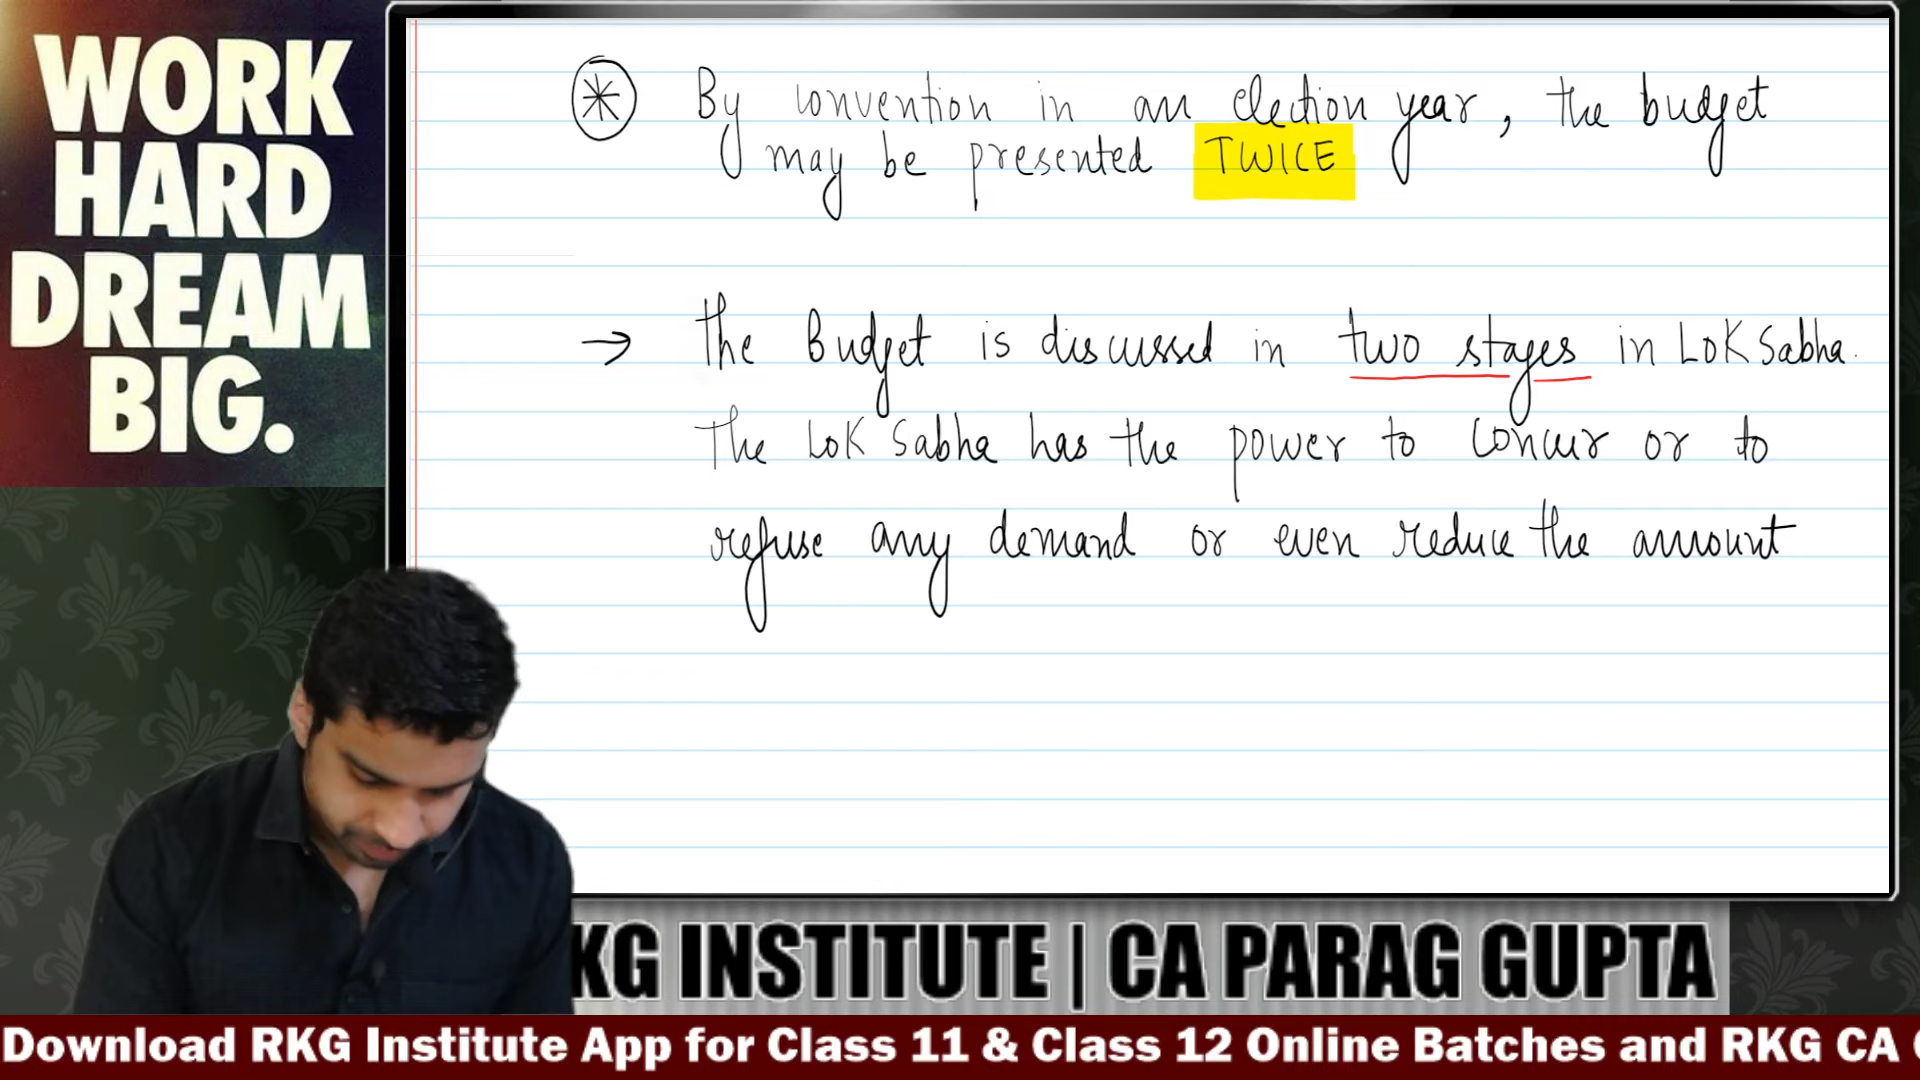 WORK
HARD
DREAM
BIG.
By convention in an election year, the budget
may be presented TWICE
→ The Budget is discussed in two stages in Lok Sabha.
The Lok Sabha has the power to concur or to
refuse any demand or even reduce the amount
KG INSTITUTE | CA PARAG GUPTA
Download RKG Institute App for Class 11 & Class 12 Online Batches and RKG CA